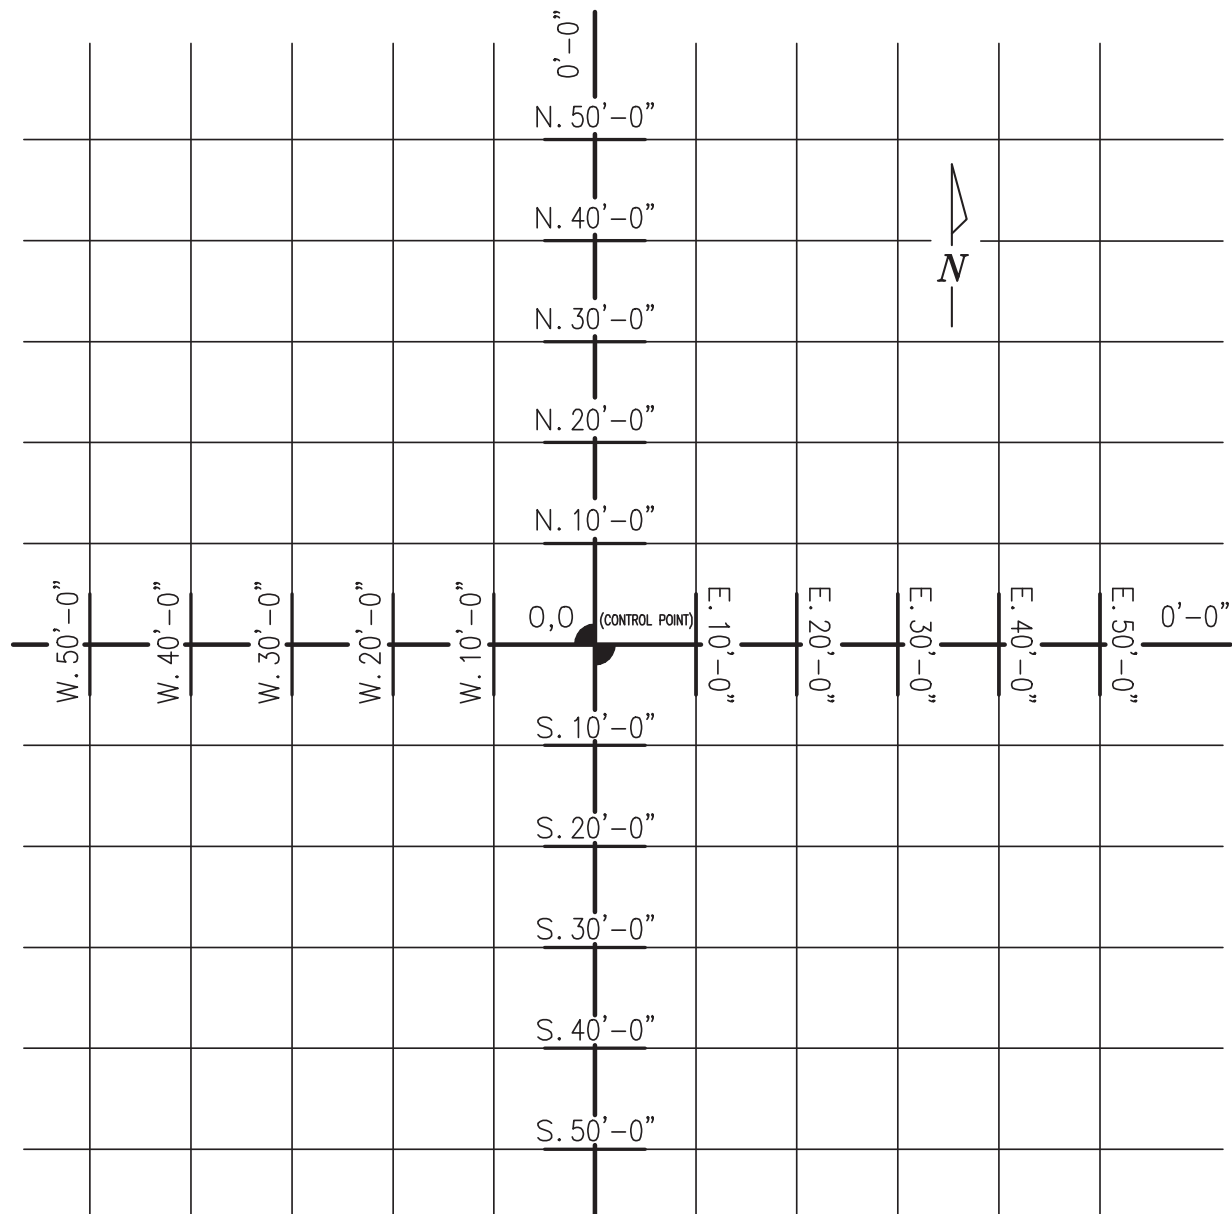 0'-0"
N. 50'-0"
N. 40'-0"
N
N. 30'-0"
N. 20'-0"
N. 10'-0"
W. 50'-0"
W. 40'-0"
W. 30'-0"
W. 20'-0"
W. 10'-0"
0,0 (CONTROL POINT)
E. 10'-0"
E. 20'-0"
E. 30'-0"
E. 40'-0"
E. 50'-0"
0'-0"
S. 10'-0"
S. 20'-0"
S. 30'-0"
S. 40'-0"
S. 50'-0"